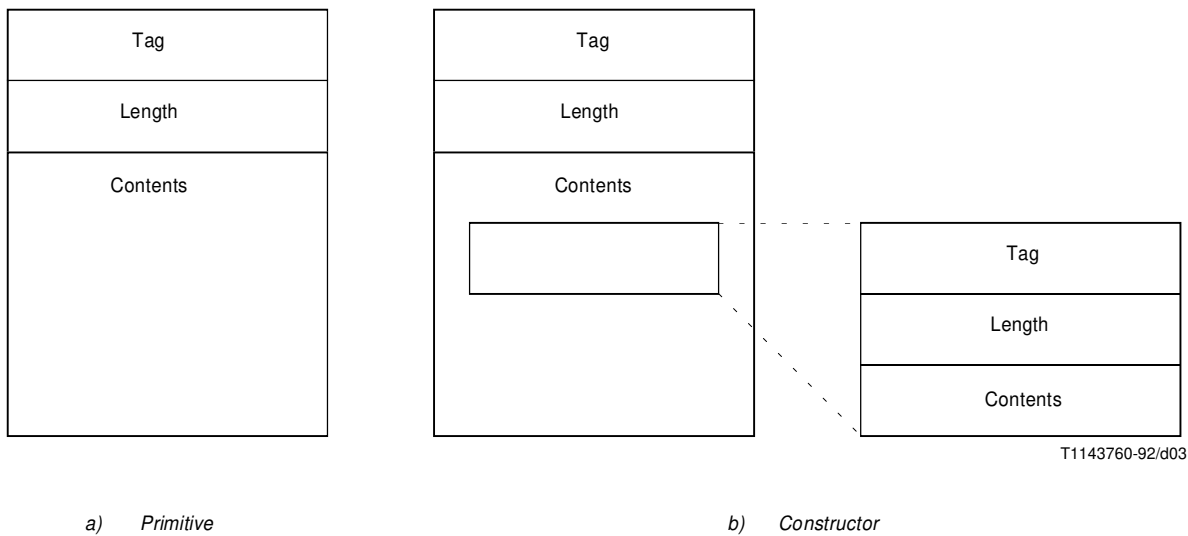 Tag
Length
Contents
Tag
Length
Contents
Tag
Length
Contents
T1143760-92/d03
a) Primitive
b) Constructor